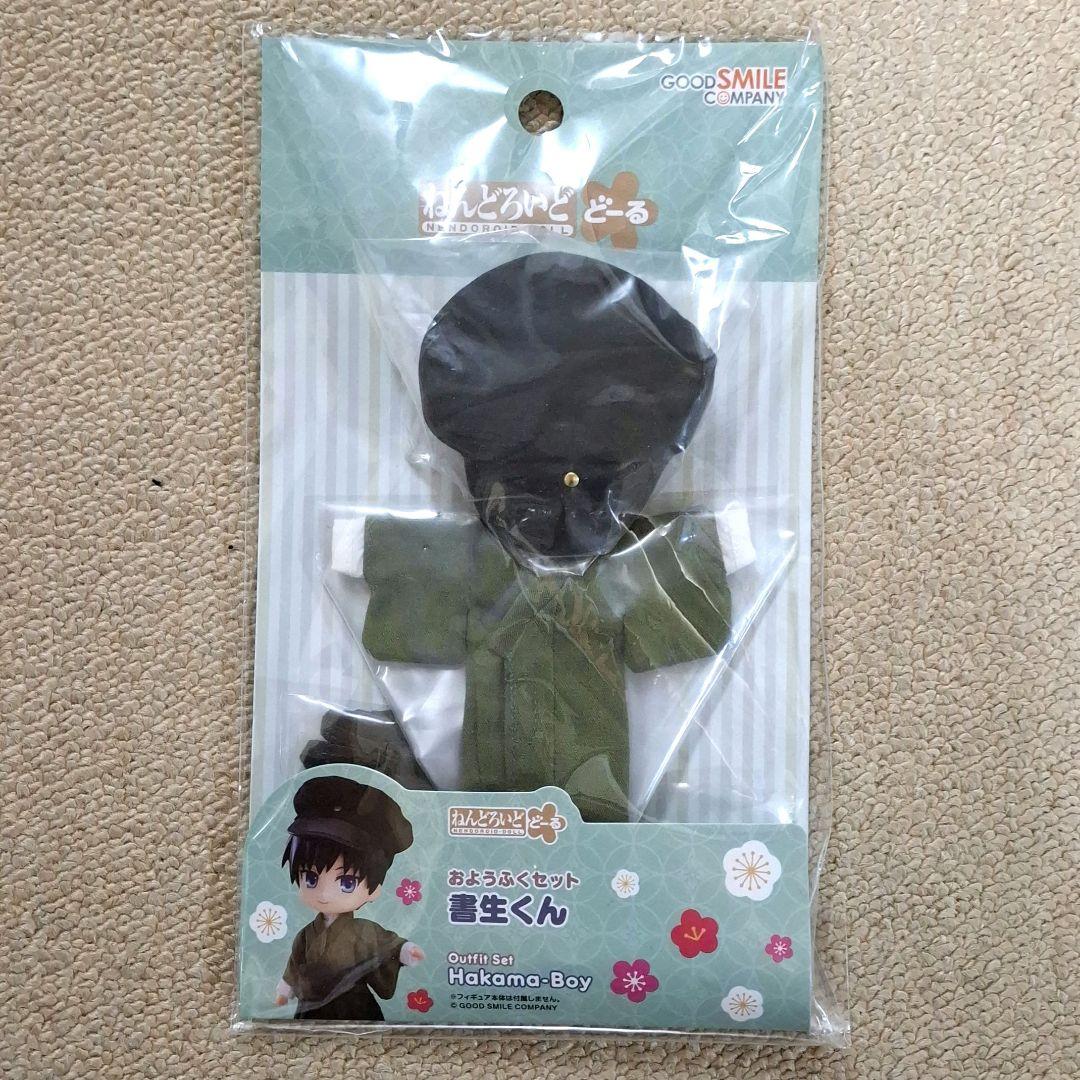 GOOD SMILE
COMPANY
ねんどろいど どーる
NENDOROID-DOLL
ねんどろいど どーる
NENDOROID-DOLL
おようふくセット
書生くん
Outfit Set
Hakama-Boy
※フィギュア本体は付属しません。
© GOOD SMILE COMPANY